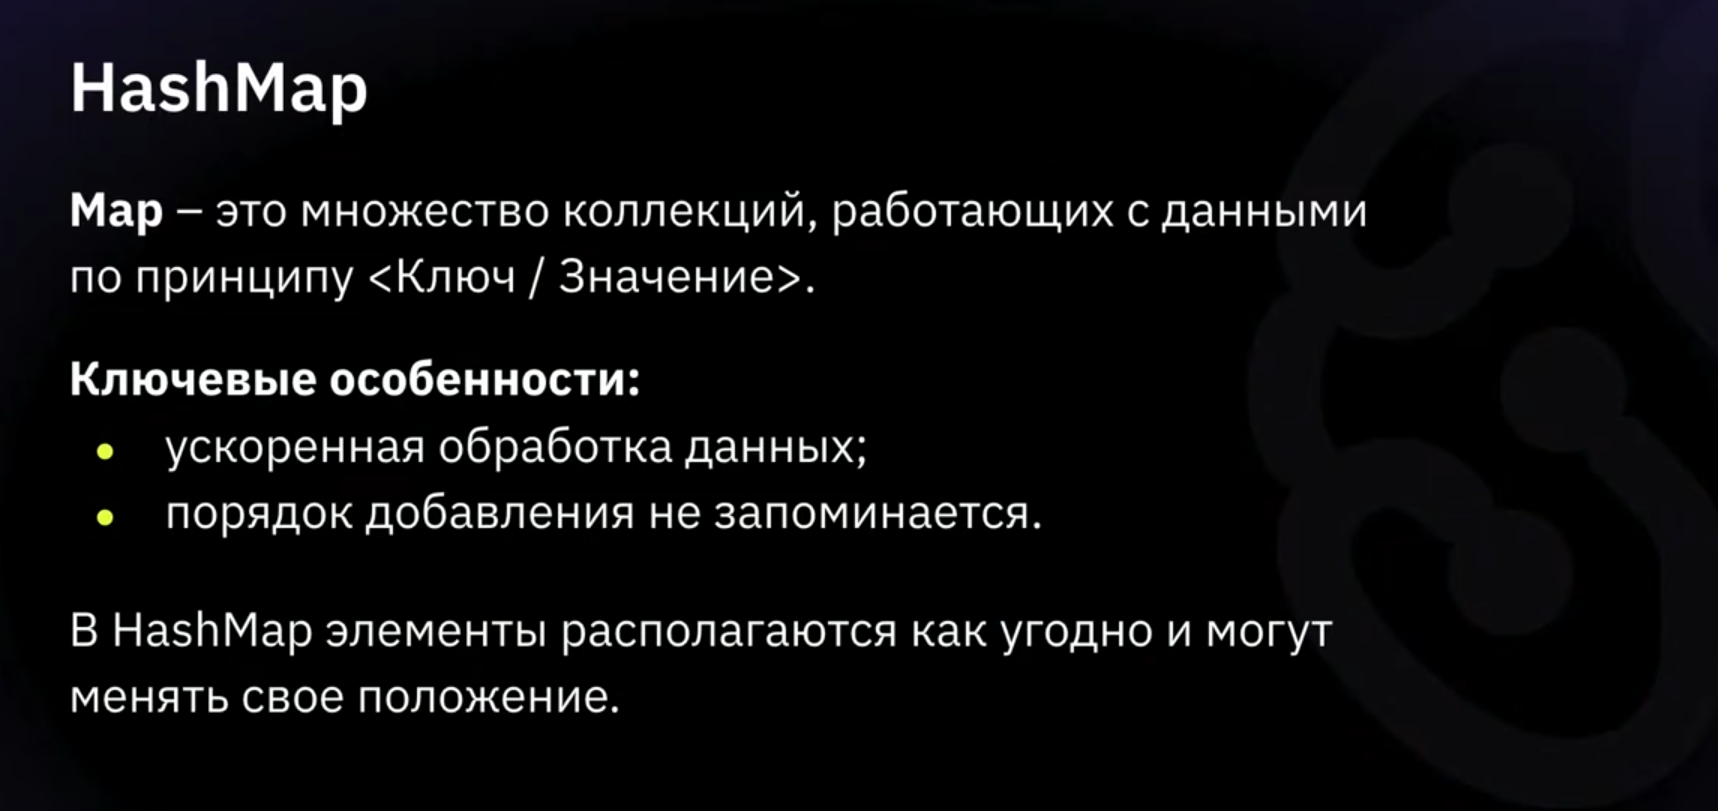 HashMap
Map – это множество коллекций, работающих с данными
по принципу <Ключ / Значение>.
Ключевые особенности:
• ускоренная обработка данных;
• порядок добавления не запоминается.
В HashMap элементы располагаются как угодно и могут
менять свое положение.